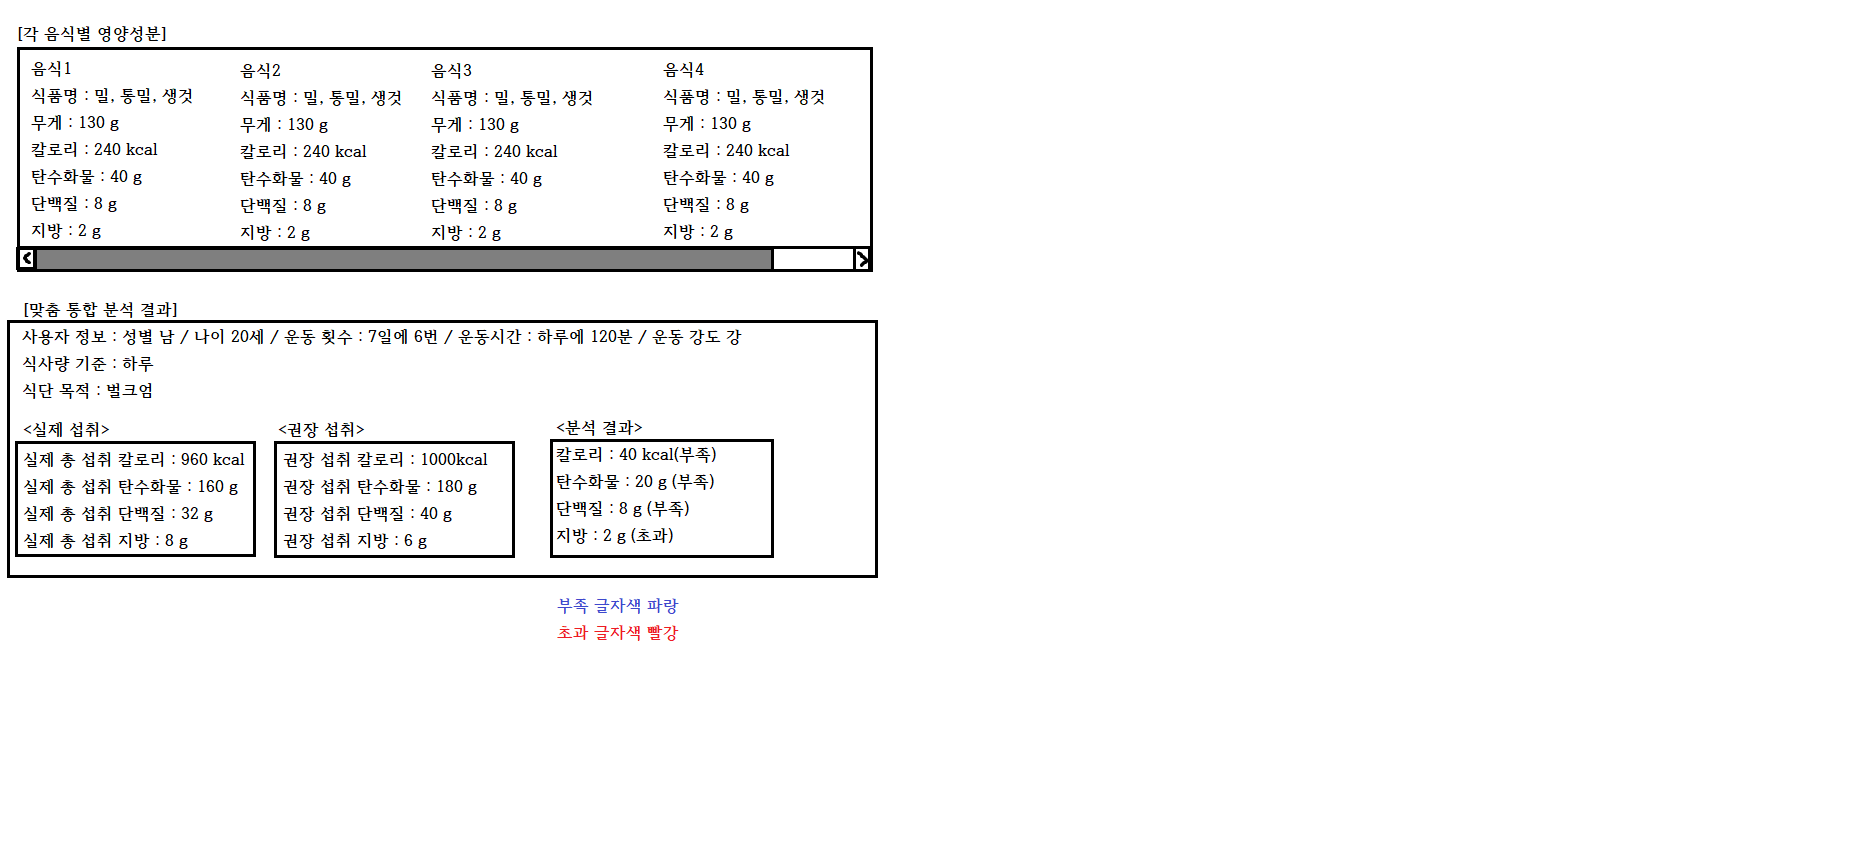 [각 음식별 영양성분]
음식1
식품명 : 밀, 통밀, 생것
무게 : 130 g
칼로리 : 240 kcal
탄수화물 : 40 g
단백질 : 8 g
지방 : 2 g
음식2
식품명 : 밀, 통밀, 생것
무게 : 130 g
칼로리 : 240 kcal
탄수화물 : 40 g
단백질 : 8 g
지방 : 2 g
음식3
식품명 : 밀, 통밀, 생것
무게 : 130 g
칼로리 : 240 kcal
탄수화물 : 40 g
단백질 : 8 g
지방 : 2 g
음식4
식품명 : 밀, 통밀, 생것
무게 : 130 g
칼로리 : 240 kcal
탄수화물 : 40 g
단백질 : 8 g
지방 : 2 g
[맞춤 통합 분석 결과]
사용자 정보 : 성별 남 / 나이 20세 / 운동 횟수 : 7일에 6번 / 운동시간 : 하루에 120분 / 운동 강도 강
식사량 기준 : 하루
식단 목적 : 벌크엄
<실제 섭취>
실제 총 섭취 칼로리 : 960 kcal
실제 총 섭취 탄수화물 : 160 g
실제 총 섭취 단백질 : 32 g
실제 총 섭취 지방 : 8 g
<권장 섭취>
권장 섭취 칼로리 : 1000kcal
권장 섭취 탄수화물 : 180 g
권장 섭취 단백질 : 40 g
권장 섭취 지방 : 6 g
<분석 결과>
칼로리 : 40 kcal(부족)
탄수화물 : 20 g (부족)
단백질 : 8 g (부족)
지방 : 2 g (초과)
부족 글자색 파랑
초과 글자색 빨강